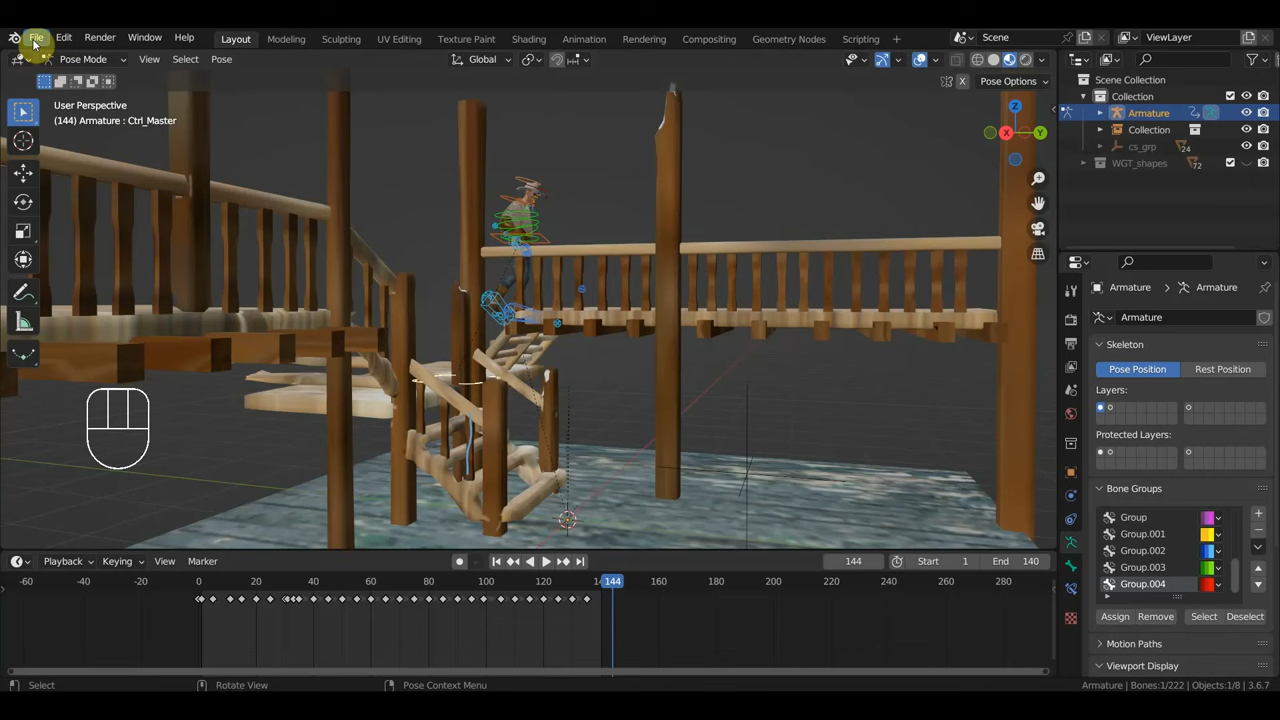 File Edit Render Window Help Layout Modeling Sculpting UV Editing Texture Paint Shading Animation Rendering Compositing Geometry Nodes Scripting Scene ViewLayer
Pose Mode View Select Pose Global
X Pose Options
User Perspective
(144) Armature : Ctrl_Master
Z
X
Y
Scene Collection
Collection
Armature
Collection
cs_grp 24
WGT_shapes 72
Armature Armature
Armature
Skeleton
Pose Position Rest Position
Layers:
Protected Layers:
Bone Groups
Group
Group.001
Group.002
Group.003
Group.004
Assign Remove Select Deselect
Motion Paths
Viewport Display
Playback Keying View Marker 144 Start 1 End 140
-60 -40 -20 0 20 40 60 80 100 120 144 160 180 200 220 240 260 280
Select Rotate View Pose Context Menu Armature | Bones:1/222 | Objects:1/8 | 3.6.7